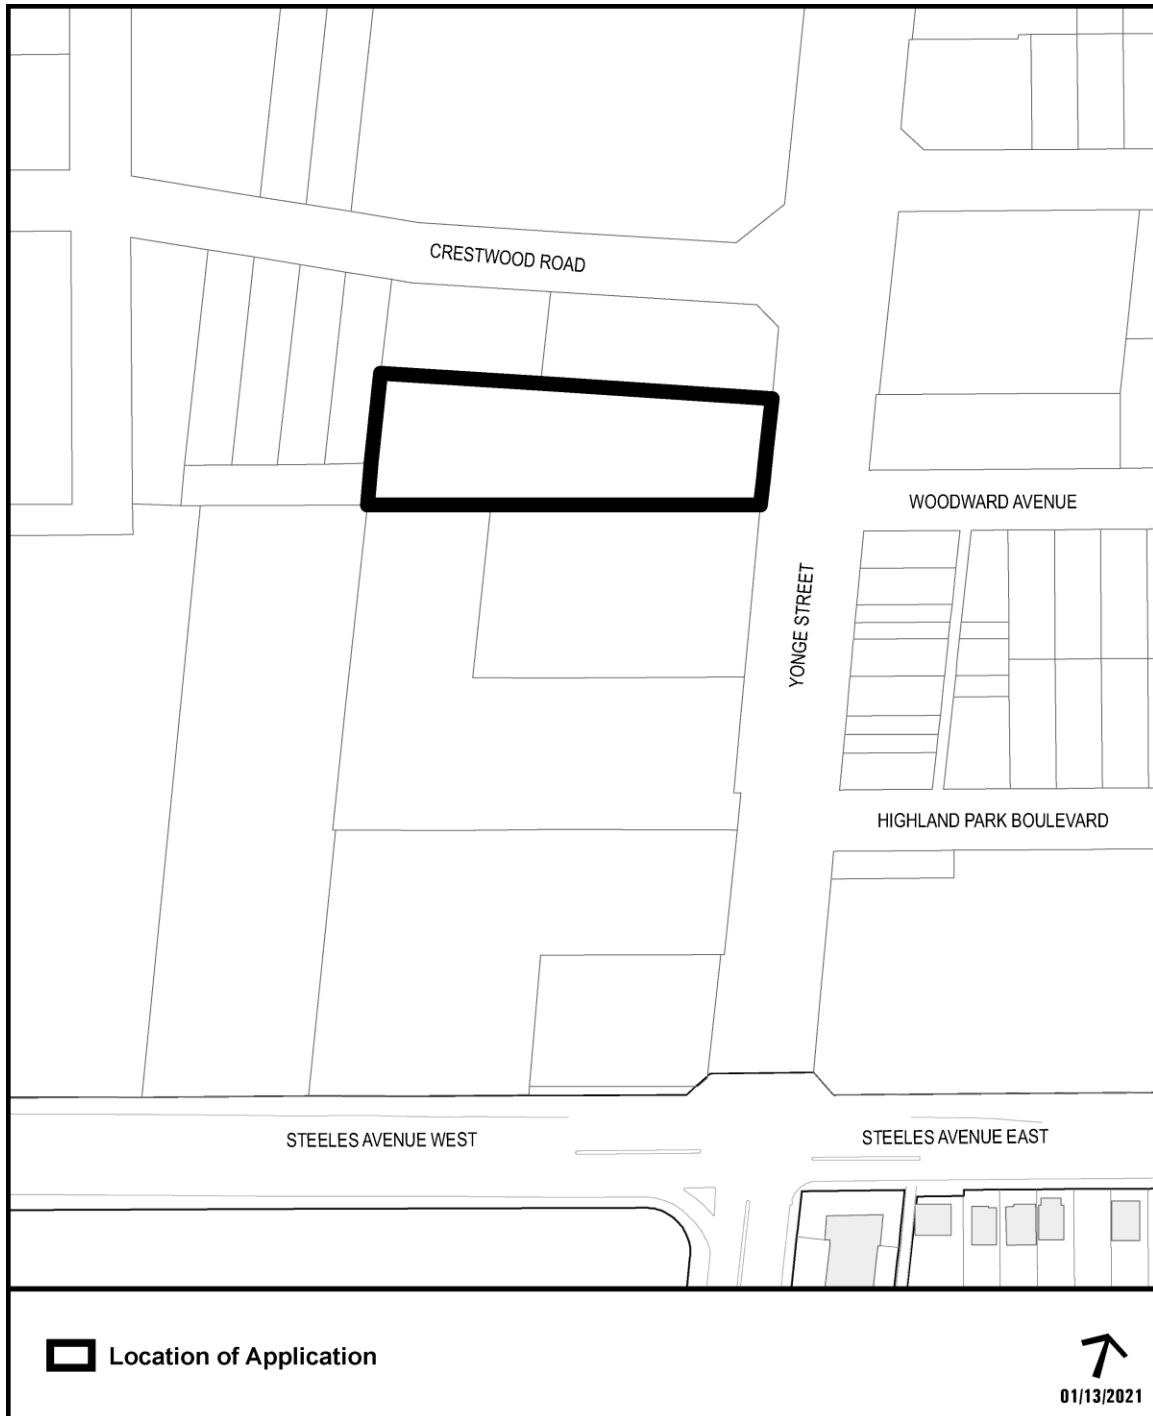 CRESTWOOD ROAD
WOODWARD AVENUE
YONGE STREET
HIGHLAND PARK BOULEVARD
STEELES AVENUE WEST
STEELES AVENUE EAST
Location of Application
01/13/2021